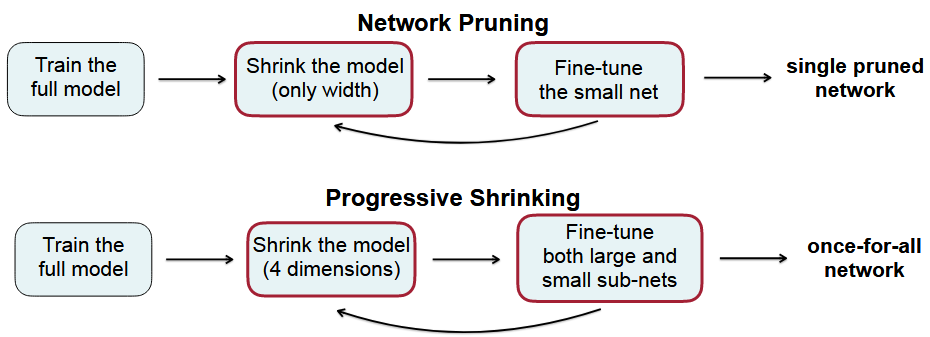 Network Pruning
Train the
full model
Shrink the model
(only width)
Fine-tune
the small net
single pruned
network
Progressive Shrinking
Train the
full model
Shrink the model
(4 dimensions)
Fine-tune
both large and
small sub-nets
once-for-all
network